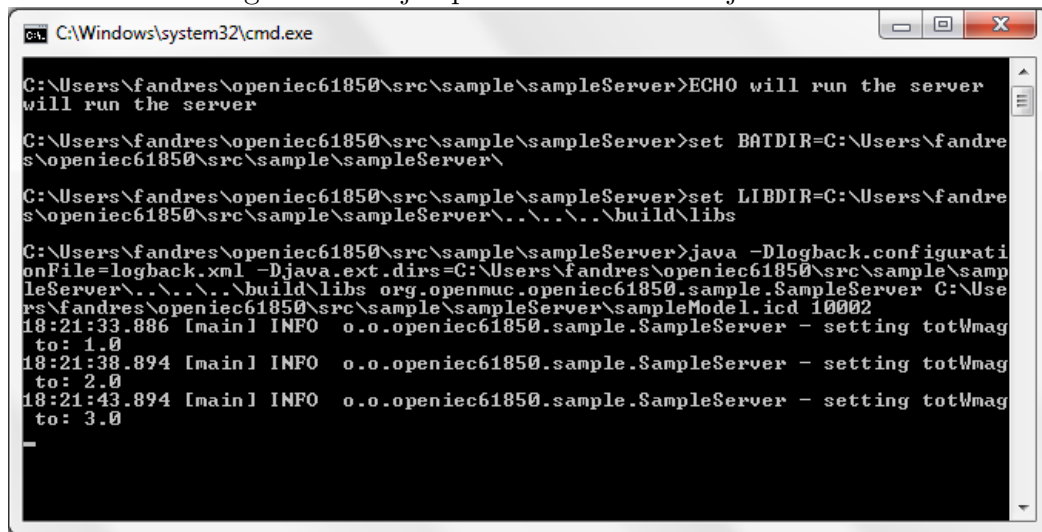 C:\Windows\system32\cmd.exe
C:\Users\fandres\openiec61850\src\sample\sampleServer>ECHO will run the server
will run the server
C:\Users\fandres\openiec61850\src\sample\sampleServer>set BATDIR=C:\Users\fandre
s\openiec61850\src\sample\sampleServer\
C:\Users\fandres\openiec61850\src\sample\sampleServer>set LIBDIR=C:\Users\fandre
s\openiec61850\src\sample\sampleServer\..\..\..\build\libs
C:\Users\fandres\openiec61850\src\sample\sampleServer>java -Dlogback.configurati
onFile=logback.xml -Djava.ext.dirs=C:\Users\fandres\openiec61850\src\sample\samp
leServer\..\..\..\build\libs org.openmuc.openiec61850.sample.SampleServer C:\Use
rs\fandres\openiec61850\src\sample\sampleServer\sampleModel.icd 10002
18:21:33.886 [main] INFO  o.o.openiec61850.sample.SampleServer - setting totWmag
 to: 1.0
18:21:38.894 [main] INFO  o.o.openiec61850.sample.SampleServer - setting totWmag
 to: 2.0
18:21:43.894 [main] INFO  o.o.openiec61850.sample.SampleServer - setting totWmag
 to: 3.0